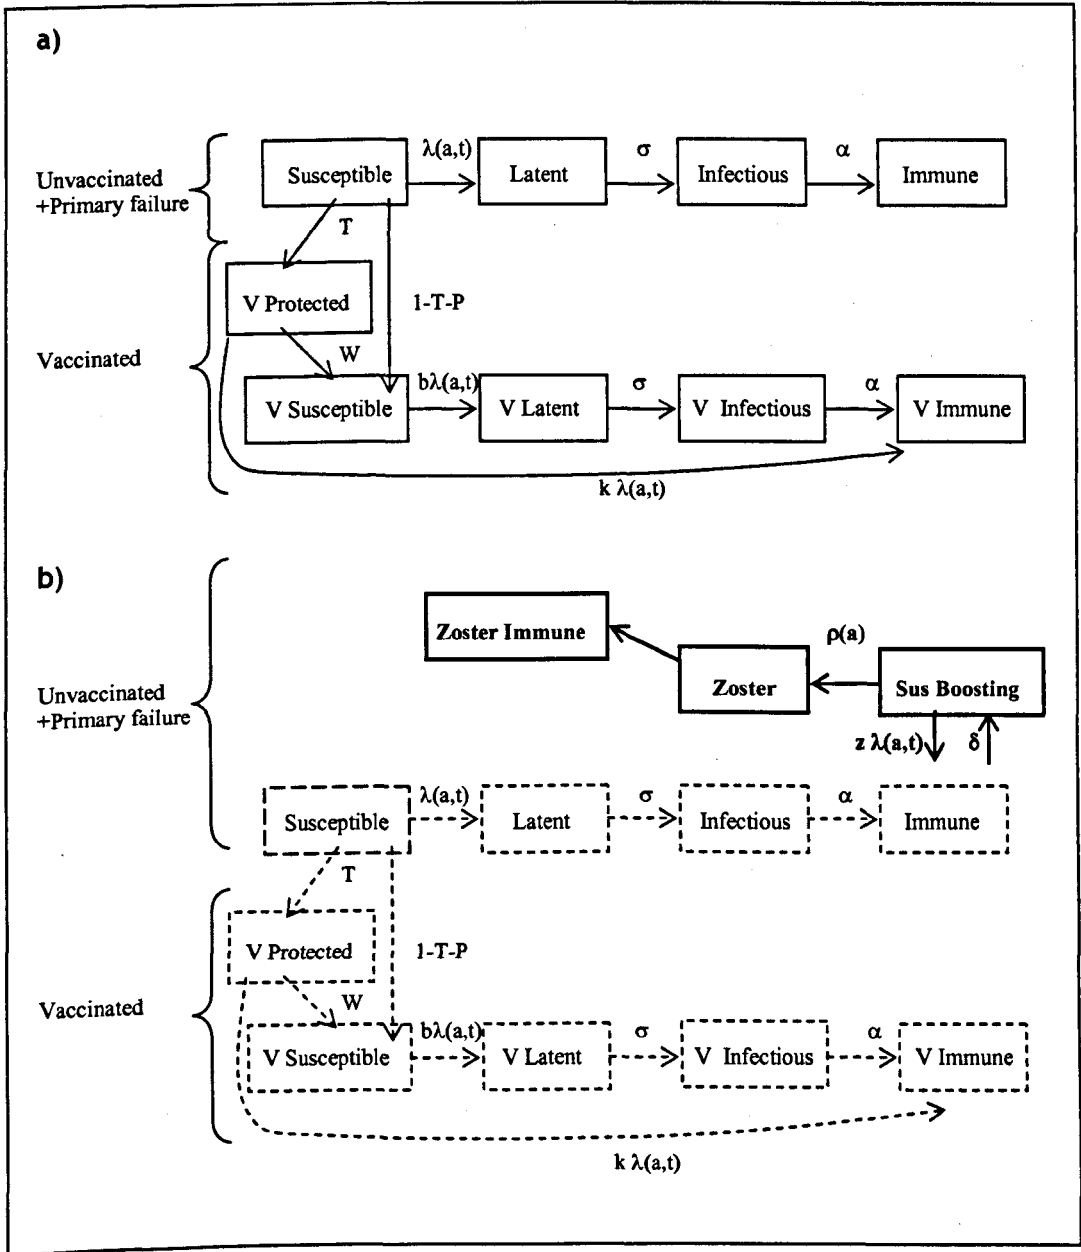 a)
λ(a,t) σ α
Susceptible Latent Infectious Immune
Unvaccinated
+Primary failure
T
V Protected 1-T-P
Vaccinated
W
bλ(a,t) σ α
V Susceptible V Latent V Infectious V Immune
k λ(a,t)
b)
Zoster Immune
ρ(a)
Unvaccinated
+Primary failure
Zoster Sus Boosting
z λ(a,t) δ
λ(a,t) σ α
Susceptible Latent Infectious Immune
T
V Protected 1-T-P
Vaccinated
W
bλ(a,t) σ α
V Susceptible V Latent V Infectious V Immune
k λ(a,t)